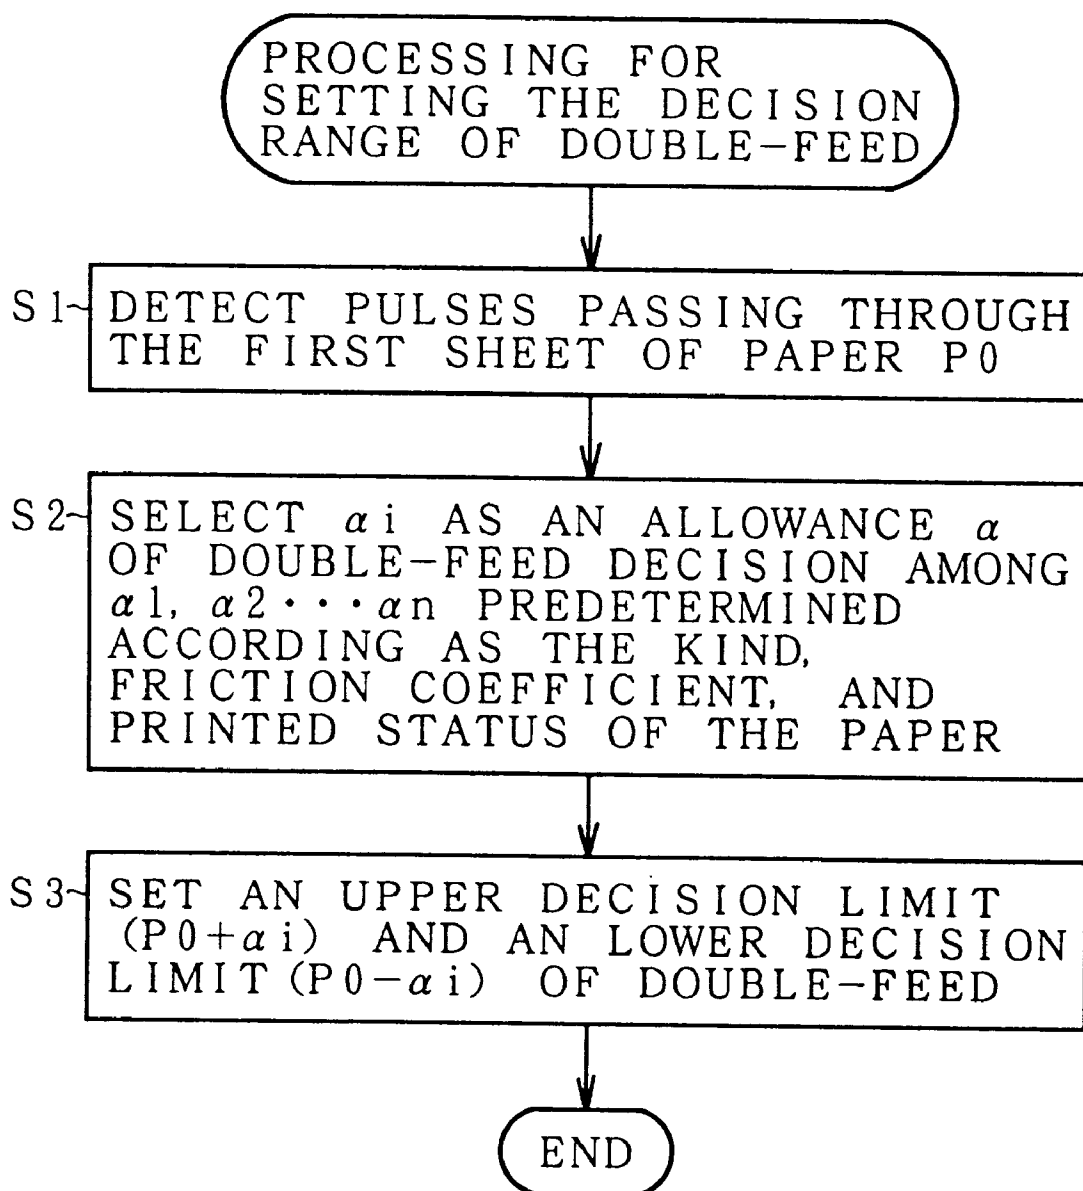 PROCESSING FOR
SETTING THE DECISION
RANGE OF DOUBLE-FEED
S1
DETECT PULSES PASSING THROUGH
THE FIRST SHEET OF PAPER P0
S2
SELECT αi AS AN ALLOWANCE α
OF DOUBLE-FEED DECISION AMONG
α1, α2···αn PREDETERMINED
ACCORDING AS THE KIND,
FRICTION COEFFICIENT, AND
PRINTED STATUS OF THE PAPER
S3
SET AN UPPER DECISION LIMIT
(P0+αi) AND AN LOWER DECISION
LIMIT (P0-αi) OF DOUBLE-FEED
END